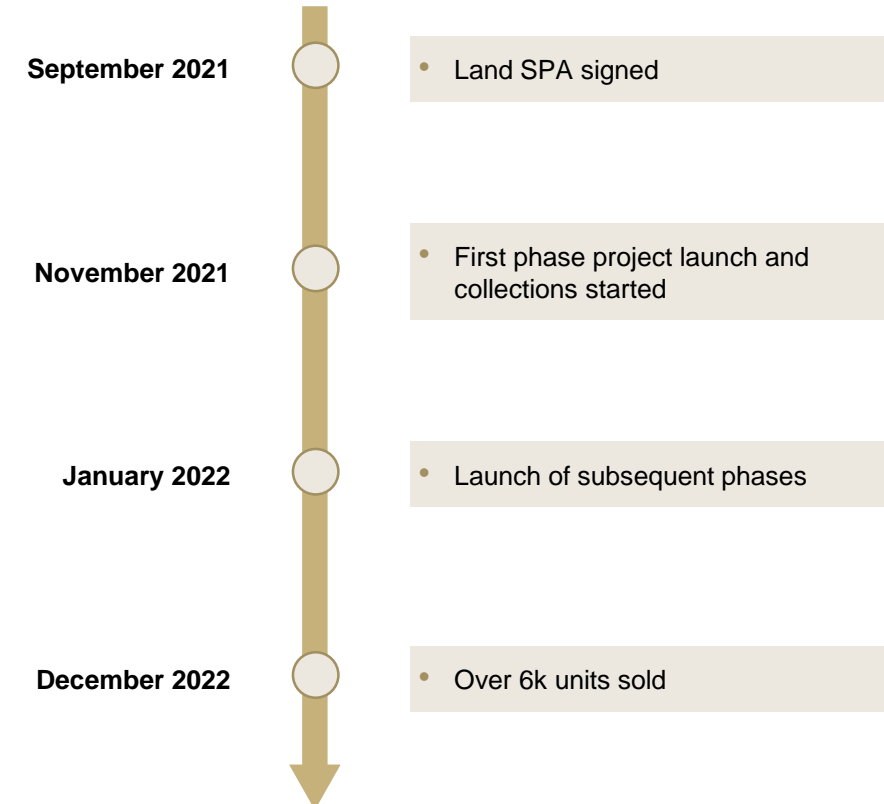 September 2021
• Land SPA signed
November 2021
• First phase project launch and
collections started
January 2022
• Launch of subsequent phases
December 2022
• Over 6k units sold